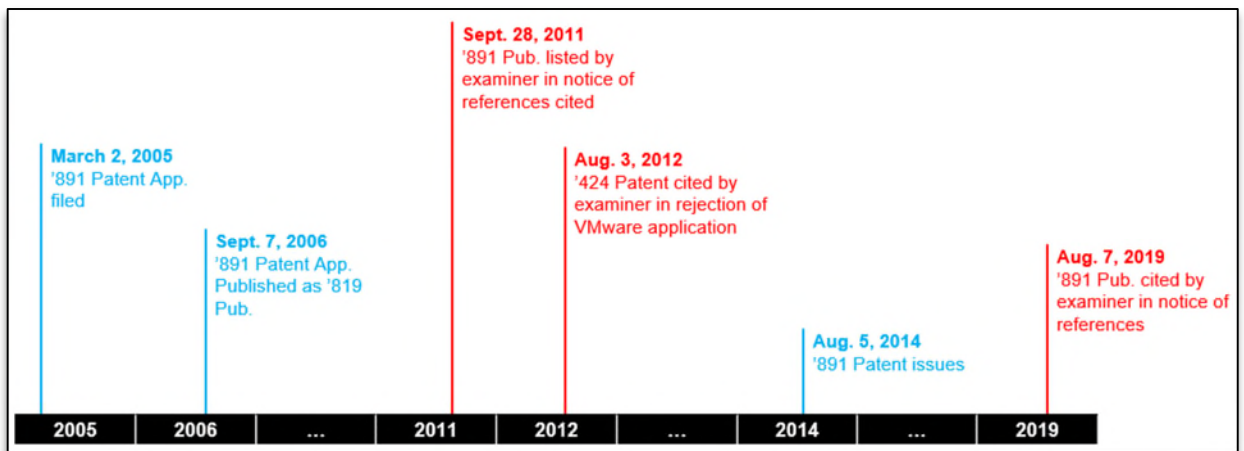 Sept. 28, 2011
'891 Pub. listed by
examiner in notice of
references cited
March 2, 2005
'891 Patent App.
filed
Aug. 3, 2012
'424 Patent cited by
examiner in rejection of
VMware application
Sept. 7, 2006
'891 Patent App.
Published as '819
Pub.
Aug. 7, 2019
'891 Pub. cited by
examiner in notice of
references
Aug. 5, 2014
'891 Patent issues
2005 2006 ... 2011 2012 ... 2014 ... 2019